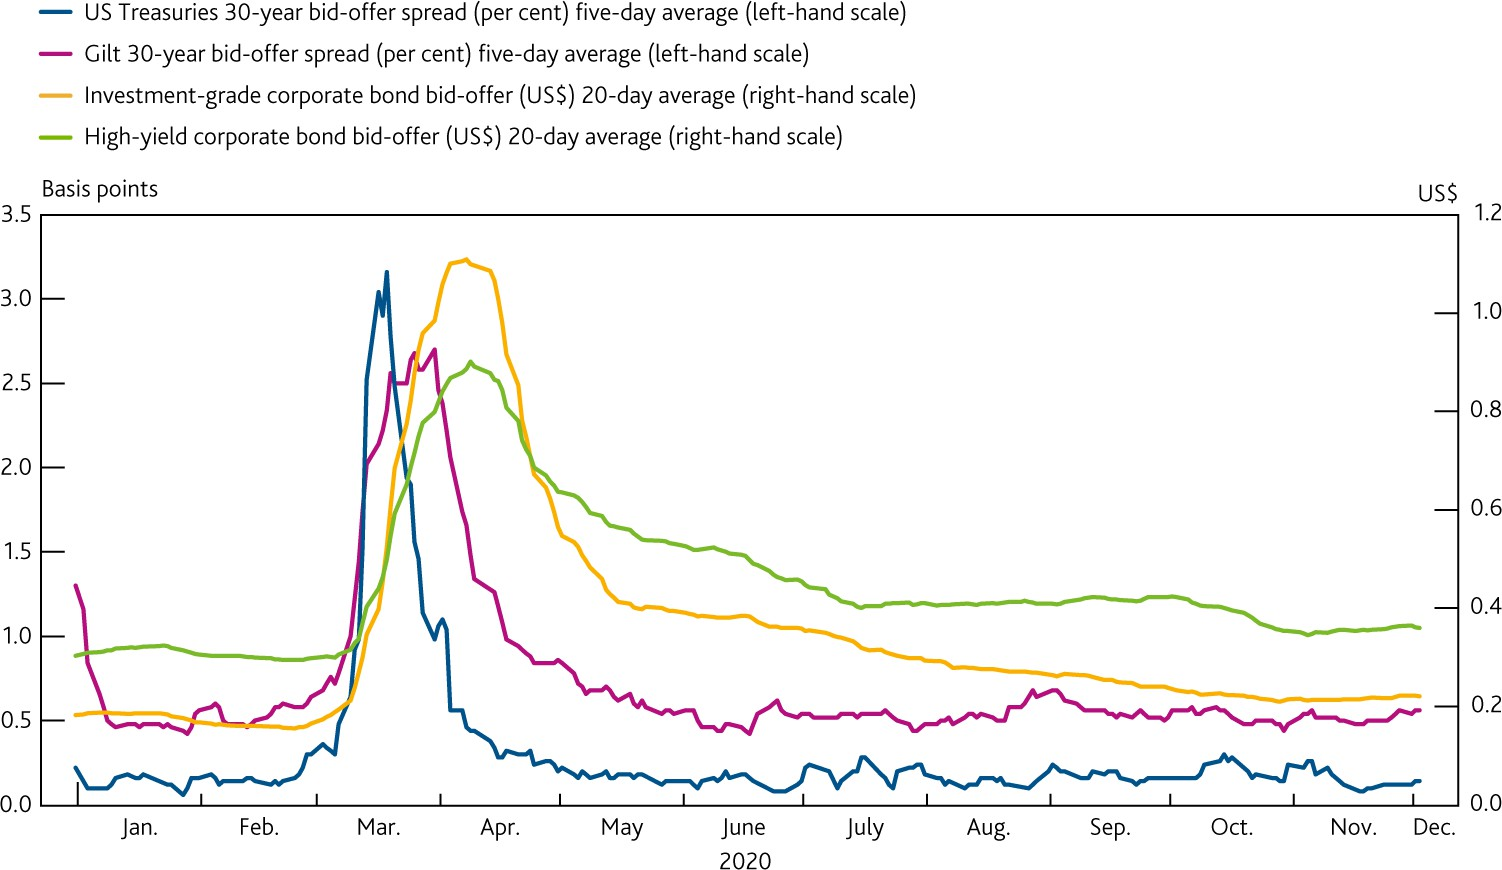 US Treasuries 30-year bid-offer spread (per cent) five-day average (left-hand scale)
Gilt 30-year bid-offer spread (per cent) five-day average (left-hand scale)
Investment-grade corporate bond bid-offer (US$) 20-day average (right-hand scale)
High-yield corporate bond bid-offer (US$) 20-day average (right-hand scale)
Basis points US$
3.5 1.2
3.0 1.0
2.5 0.8
2.0 0.6
1.5 0.4
1.0 0.2
0.5
0.0 0.0
Jan. Feb. Mar. Apr. May June July Aug. Sep. Oct. Nov. Dec.
2020